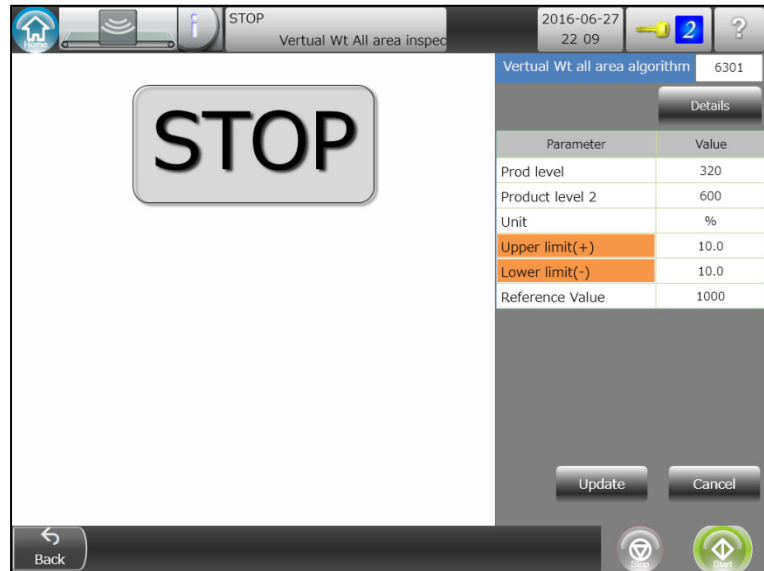 Home
i
STOP
Vertual Wt All area inspec
2016-06-27
22 09
2
?
Vertual Wt all area algorithm 6301
Details
STOP
Parameter Value
Prod level 320
Product level 2 600
Unit %
Upper limit(+) 10.0
Lower limit(-) 10.0
Reference Value 1000
Update Cancel
Back
Stop Start